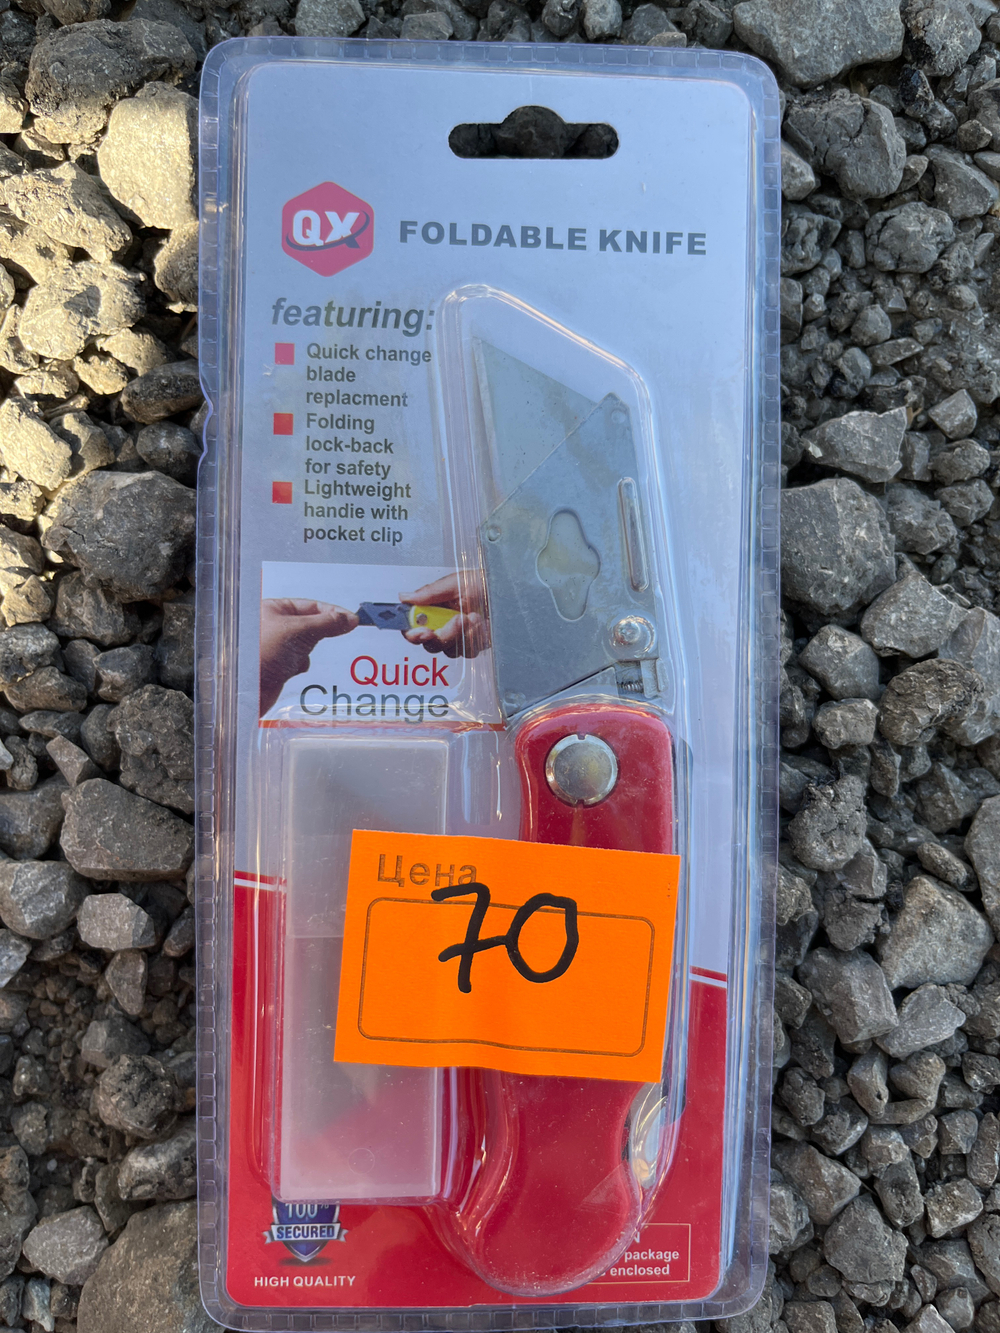 QX
FOLDABLE KNIFE
featuring:
Quick change
blade
replacment
Folding
lock-back
for safety
Lightweight
handie with
pocket clip
Quick
Change
Цена
70
100%
SECURED
HIGH QUALITY
package
enclosed